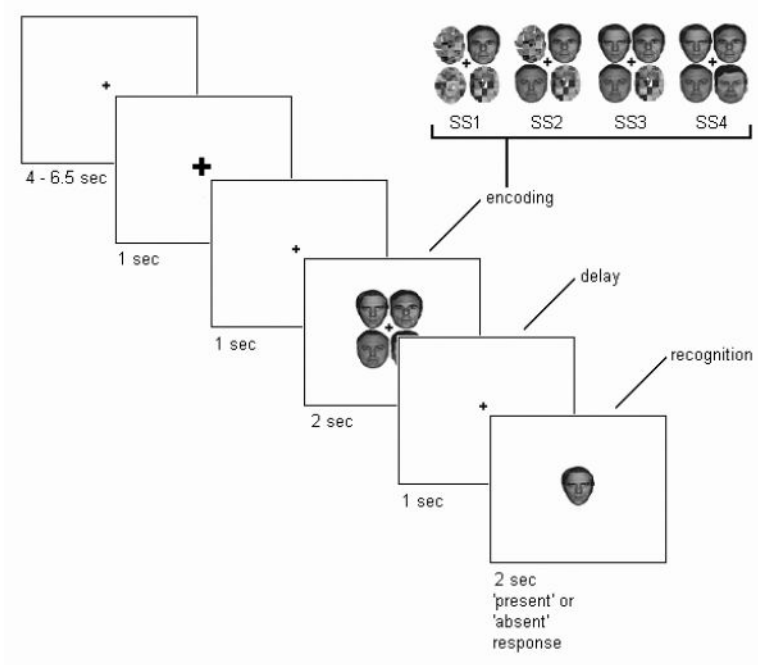 SS1 SS2 SS3 SS4
encoding
4 - 6.5 sec
1 sec
delay
1 sec
recognition
2 sec
1 sec
2 sec
'present' or
'absent'
response